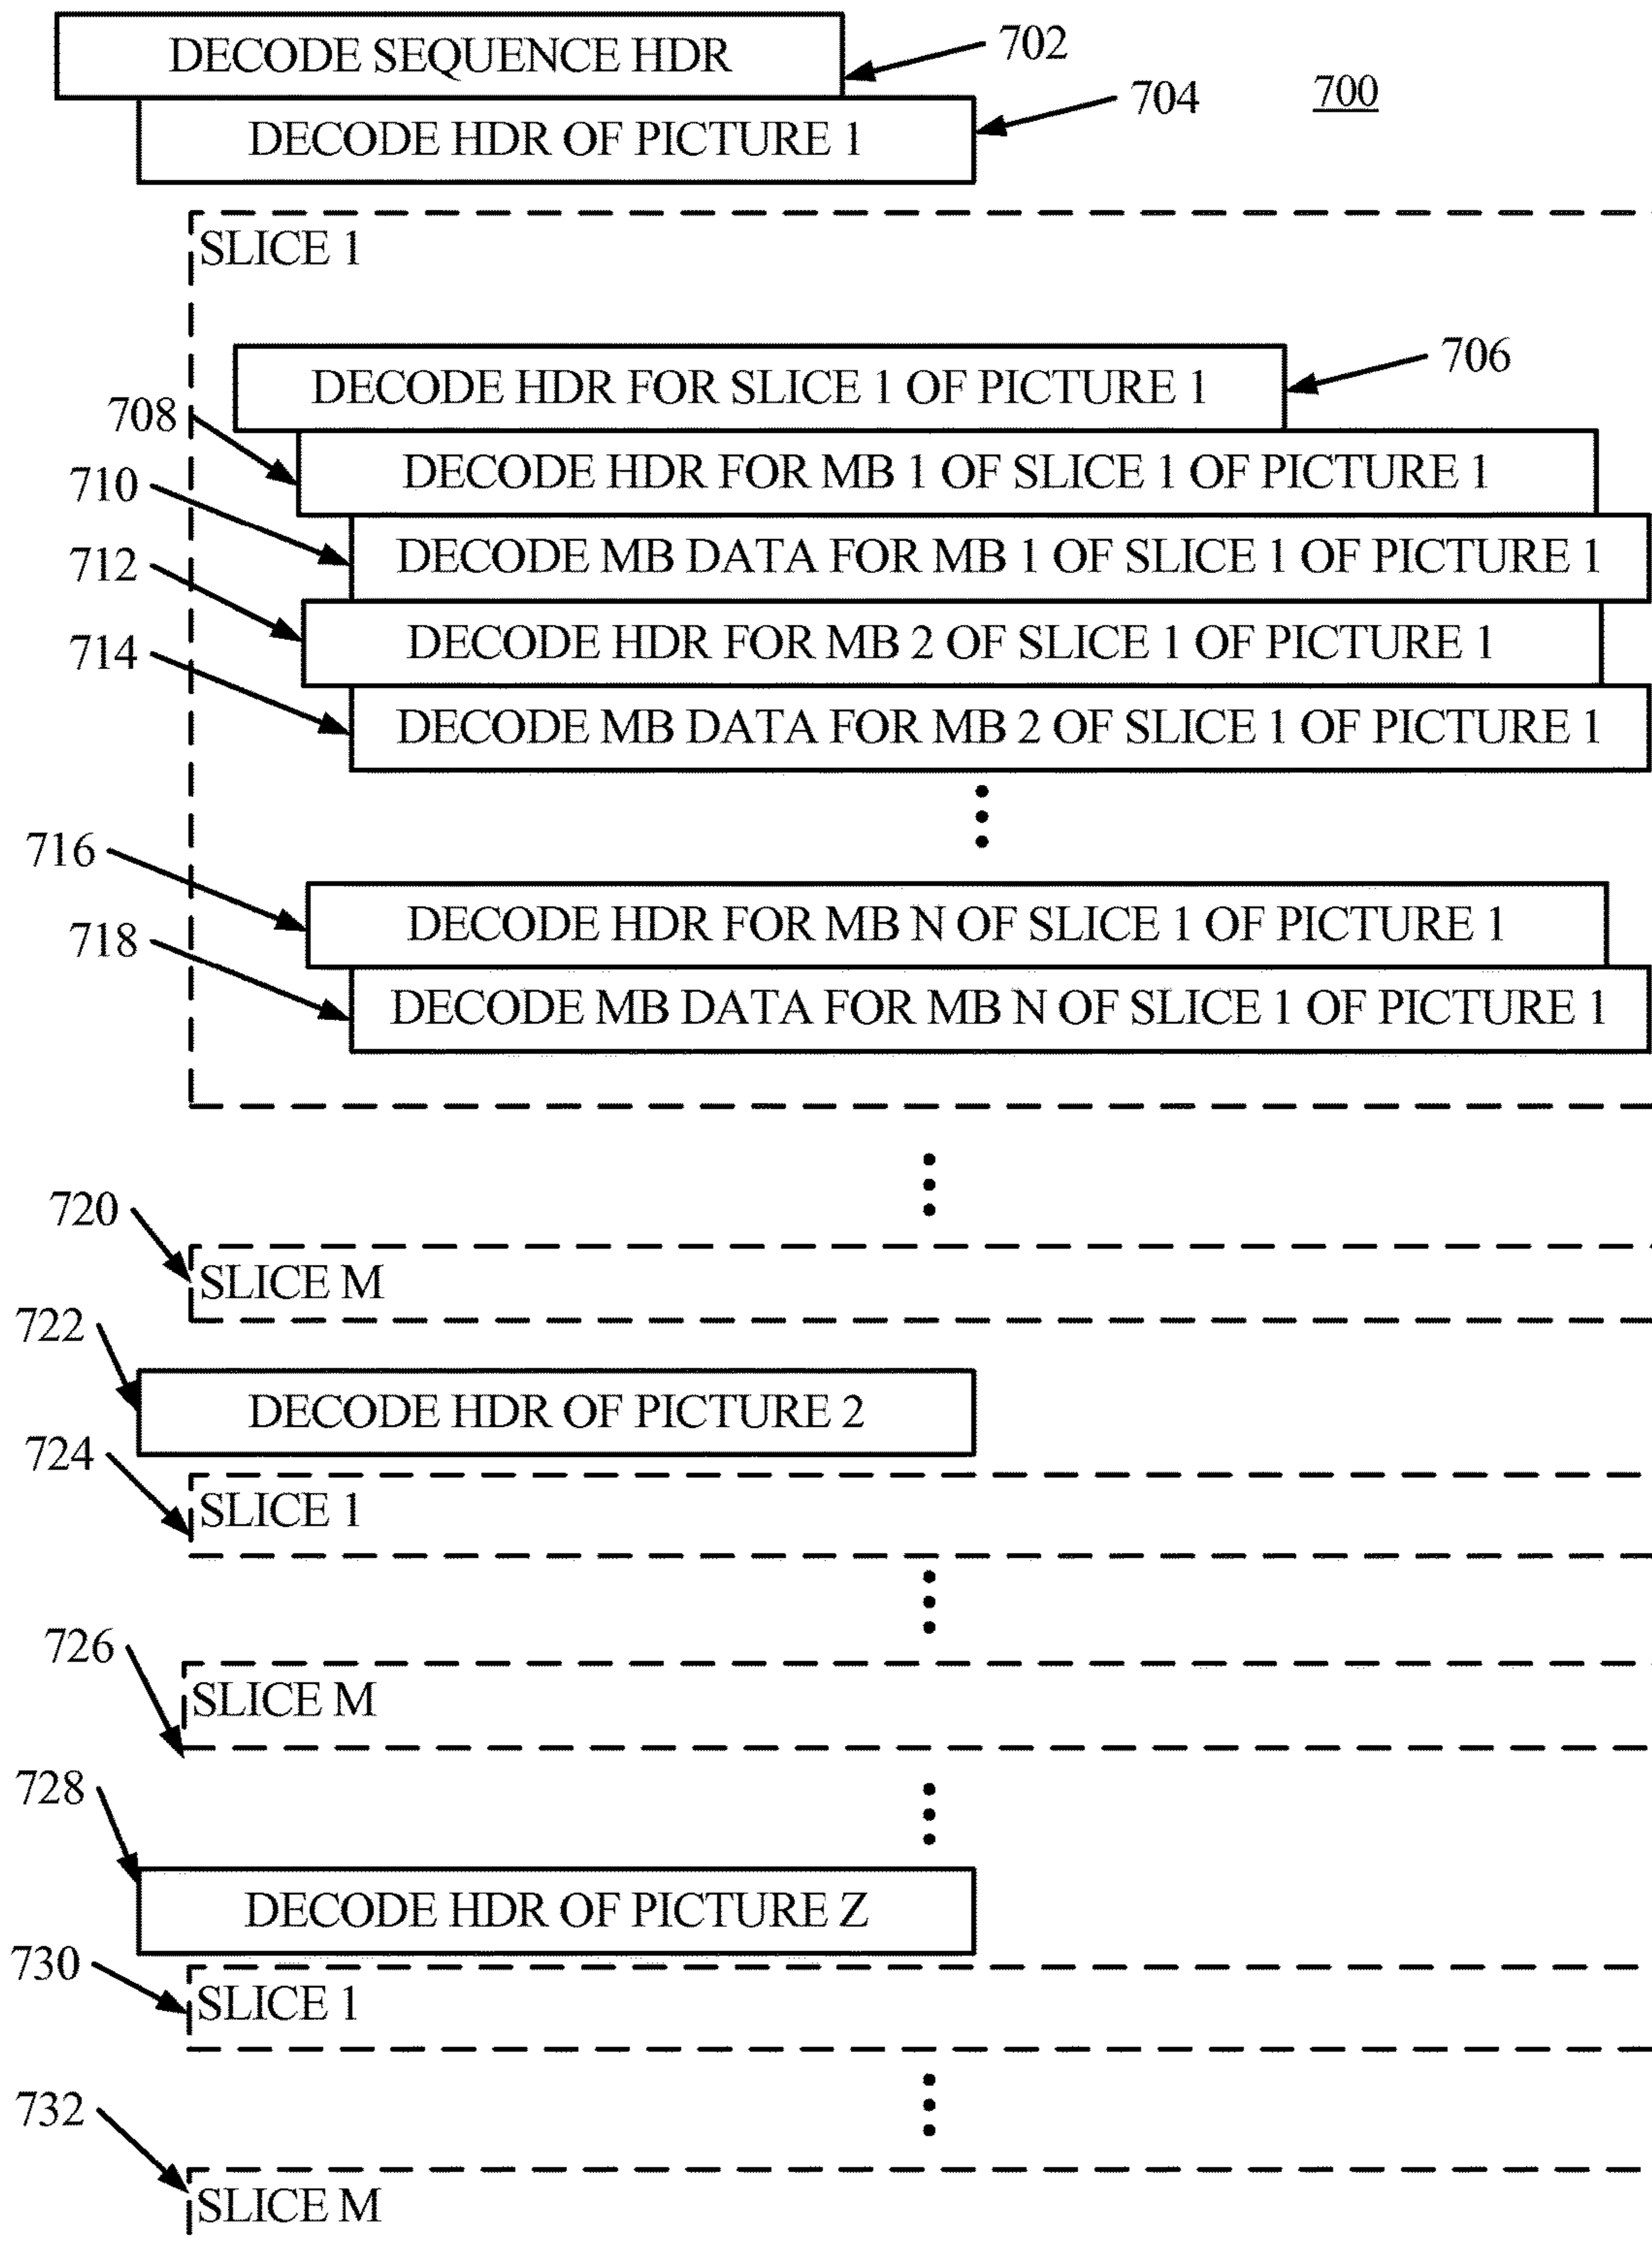 DECODE SEQUENCE HDR
702
704
700
DECODE HDR OF PICTURE 1
SLICE 1
706
DECODE HDR FOR SLICE 1 OF PICTURE 1
708
DECODE HDR FOR MB 1 OF SLICE 1 OF PICTURE 1
710
DECODE MB DATA FOR MB 1 OF SLICE 1 OF PICTURE 1
712
DECODE HDR FOR MB 2 OF SLICE 1 OF PICTURE 1
714
DECODE MB DATA FOR MB 2 OF SLICE 1 OF PICTURE 1
716
DECODE HDR FOR MB N OF SLICE 1 OF PICTURE 1
718
DECODE MB DATA FOR MB N OF SLICE 1 OF PICTURE 1
720
SLICE M
722
DECODE HDR OF PICTURE 2
724
SLICE 1
726
SLICE M
728
DECODE HDR OF PICTURE Z
730
SLICE 1
732
SLICE M